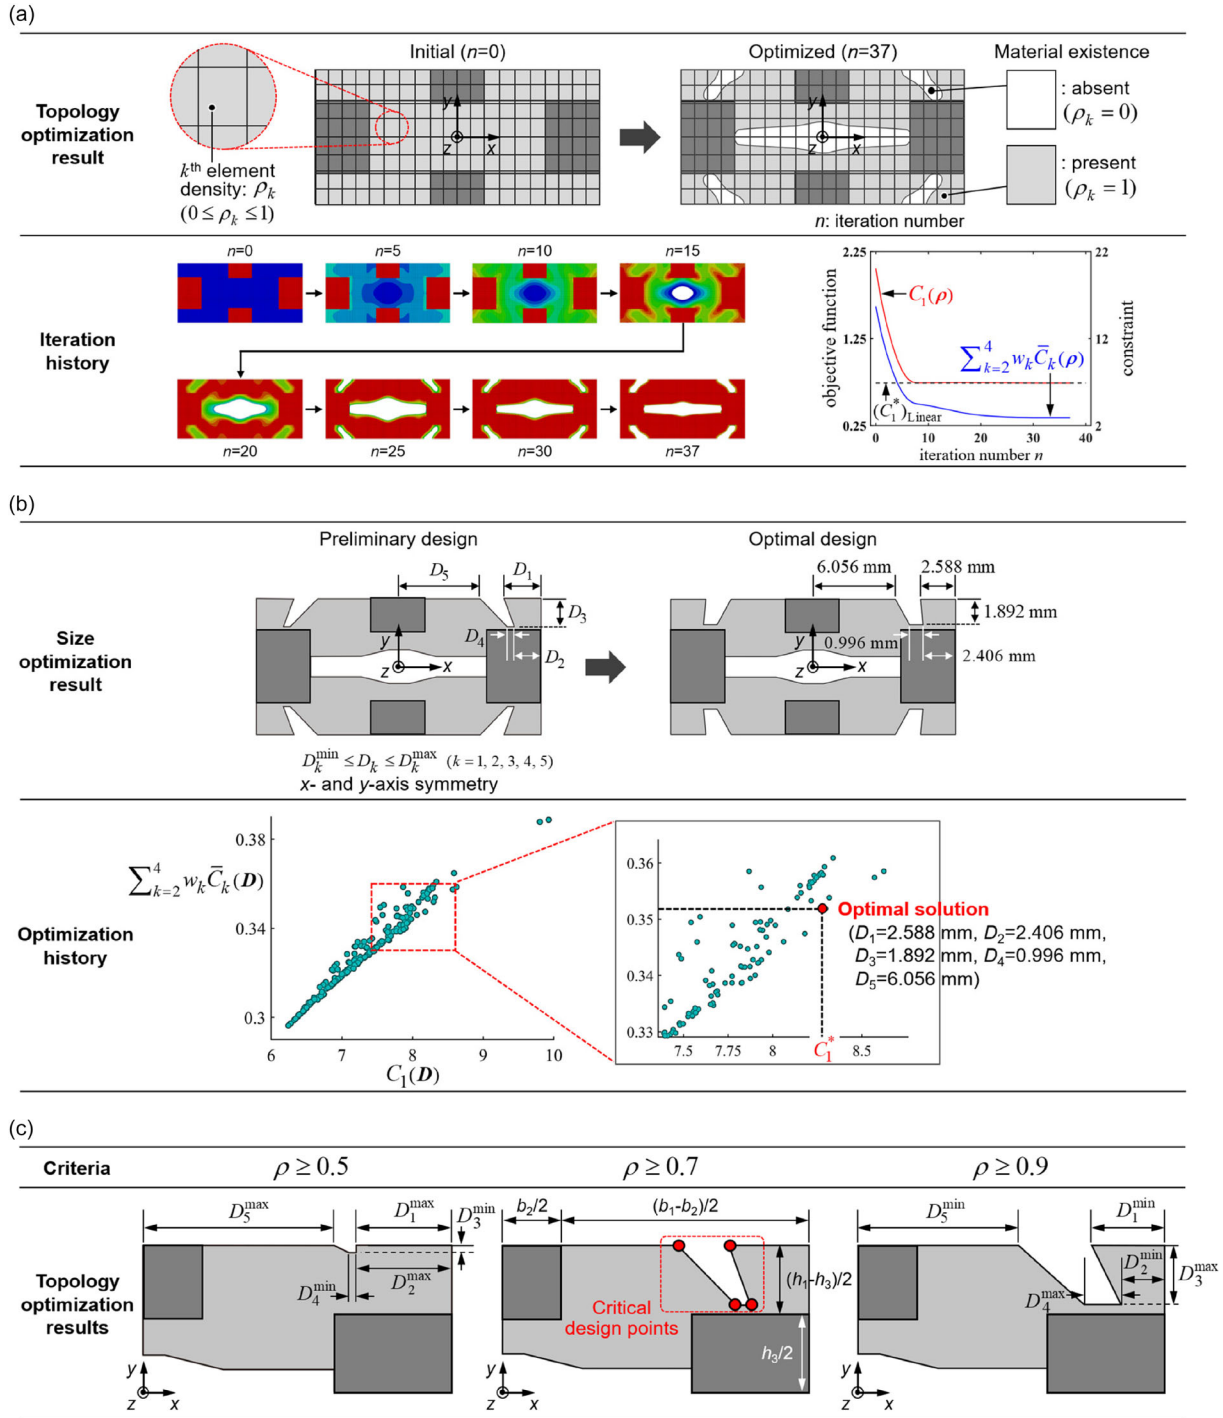 (a)
Topology
optimization
result
Initial (n=0)
Optimized (n=37)
Material existence
kᵗʰ element
density: ρₖ
(0 ≤ ρₖ ≤ 1)
y
z
x
y
z
x
: absent
(ρₖ = 0)
: present
(ρₖ = 1)
n: iteration number
Iteration
history
n=0
n=5
n=10
n=15
n=20
n=25
n=30
n=37
2.25
1.25
0.25
objective function
22
12
2
constraint
C₁(ρ)
∑⁴ₖ₌₂ wₖC̅ₖ(ρ)
(C₁*)Linear
0
10
20
30
40
iteration number n
(b)
Size
optimization
result
Preliminary design
Optimal design
D₅
D₁
D₃
D₄
D₂
y
z
x
6.056 mm
2.588 mm
1.892 mm
0.996 mm
2.406 mm
y
z
x
Dₖᵐⁱⁿ ≤ Dₖ ≤ Dₖᵐᵃˣ (k = 1, 2, 3, 4, 5)
x- and y-axis symmetry
Optimization
history
∑⁴ₖ₌₂ wₖC̅ₖ(D)
0.38
0.34
0.3
6
7
8
9
10
C₁(D)
0.36
0.35
0.34
0.33
7.5
7.75
8
C₁*
8.5
Optimal solution
(D₁=2.588 mm, D₂=2.406 mm,
D₃=1.892 mm, D₄=0.996 mm,
D₅=6.056 mm)
(c)
Criteria
ρ ≥ 0.5
ρ ≥ 0.7
ρ ≥ 0.9
Topology
optimization
results
D₅ᵐᵃˣ
D₁ᵐᵃˣ
D₃ᵐⁱⁿ
D₄ᵐⁱⁿ
D₂ᵐᵃˣ
y
z
x
b₂/2
(b₁-b₂)/2
(h₁-h₃)/2
Critical
design points
h₃/2
y
z
x
D₅ᵐⁱⁿ
D₁ᵐⁱⁿ
D₂ᵐⁱⁿ
D₃ᵐᵃˣ
D₄ᵐᵃˣ
y
z
x